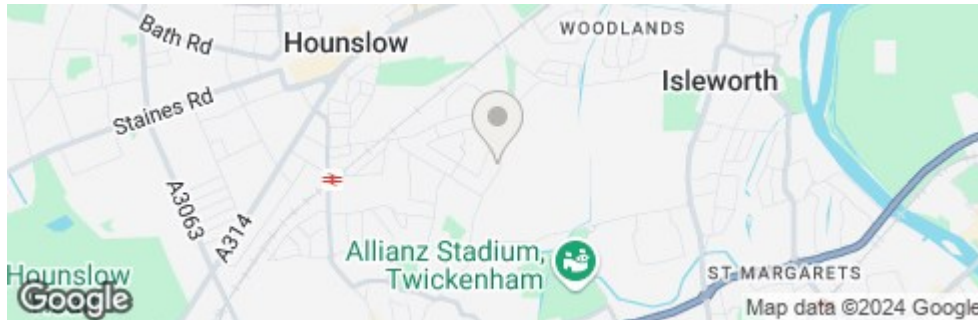 Bath Rd
Hounslow
WOODLANDS
Isleworth
Staines Rd
A3063
A314
Allianz Stadium,
Twickenham
Hounslow
ST MARGARETS
Google
Map data ©2024 Google